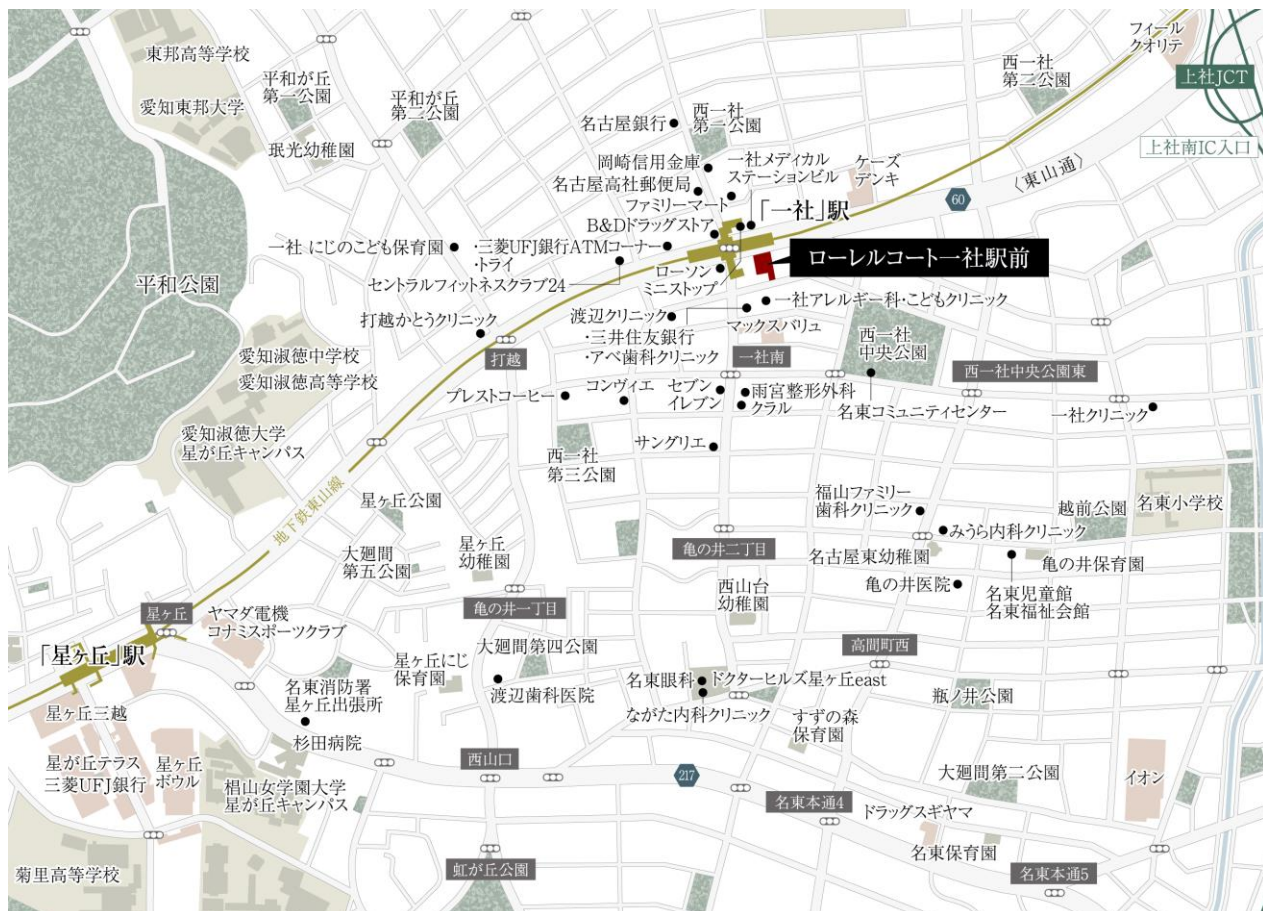 東邦高等学校
愛知東邦大学
平和が丘
第一公園
平和が丘
第二公園
珉光幼稚園
名古屋銀行
西一社
第一公園
西一社
第二公園
フィール
クオリテ
上社JCT
上社南IC入口
岡崎信用金庫
名古屋高社郵便局
ファミリーマート
B&Dドラッグストア
一社メディカル
ステーションビル
ケーズ
デンキ
〈東山通〉
60
「一社」駅
ローレルコート一社駅前
一社 にじのこども保育園
・三菱UFJ銀行ATMコーナー
・トライ
セントラルフィットネスクラブ24
ローソン
ミニストップ
平和公園
打越かとうクリニック
渡辺クリニック
・三井住友銀行
・アベ歯科クリニック
一社アレルギー科・こどもクリニック
マックスバリュ
打越
一社南
西一社
中央公園
西一社中央公園東
愛知淑徳中学校
愛知淑徳高等学校
プレストコーヒー
コンヴィエ
セブン
イレブン
雨宮整形外科
クラル
名東コミュニティセンター
一社クリニック
愛知淑徳大学
星が丘キャンパス
サングリエ
西一社
第三公園
地下鉄東山線
星ヶ丘公園
福山ファミリー
歯科クリニック
越前公園
名東小学校
みうら内科クリニック
大廻間
第五公園
星ヶ丘
幼稚園
亀の井二丁目
名古屋東幼稚園
亀の井保育園
亀の井医院
名東児童館
名東福祉会館
西山台
幼稚園
亀の井一丁目
星ヶ丘
ヤマダ電機
コナミスポーツクラブ
「星ヶ丘」駅
大廻間第四公園
高間町西
星ヶ丘にじ
保育園
渡辺歯科医院
名東眼科
ドクターヒルズ星ヶ丘east
ながた内科クリニック
瓶ノ井公園
すずの森
保育園
名東消防署
星ヶ丘出張所
杉田病院
星ヶ丘三越
星が丘テラス
三菱UFJ銀行
星ヶ丘
ボウル
椙山女学園大学
星が丘キャンパス
西山口
217
大廻間第二公園
イオン
名東本通4
ドラッグスギヤマ
名東保育園
名東本通5
虹が丘公園
菊里高等学校